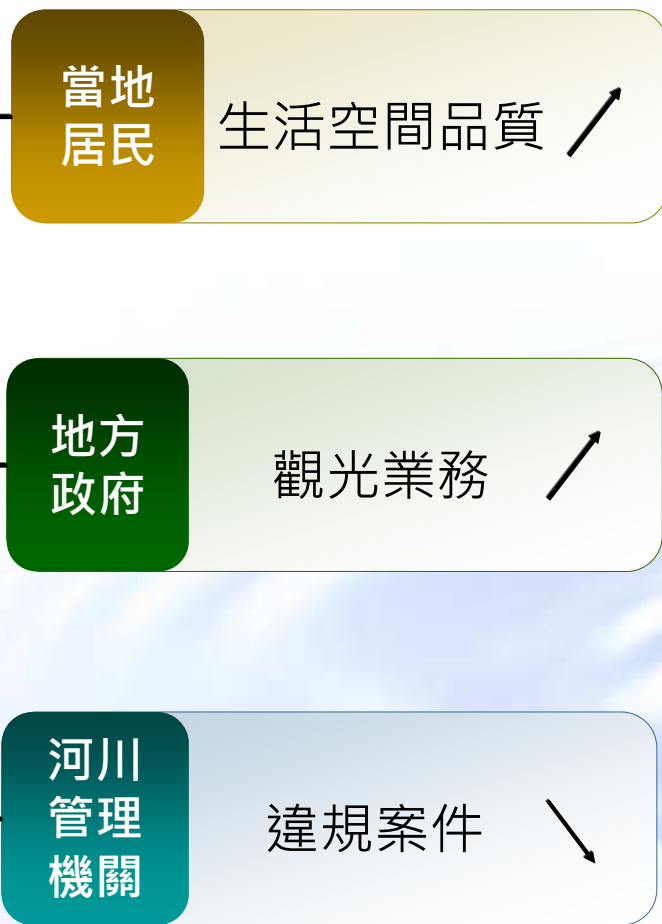 當地
居民
生活空間品質
地方
政府
觀光業務
河川
管理
機關
違規案件